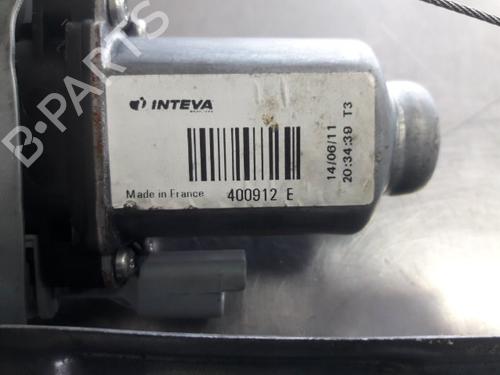 B-PARTS
INTEVA
Made in France
400912 E
14/06/11
20:34:39 T3